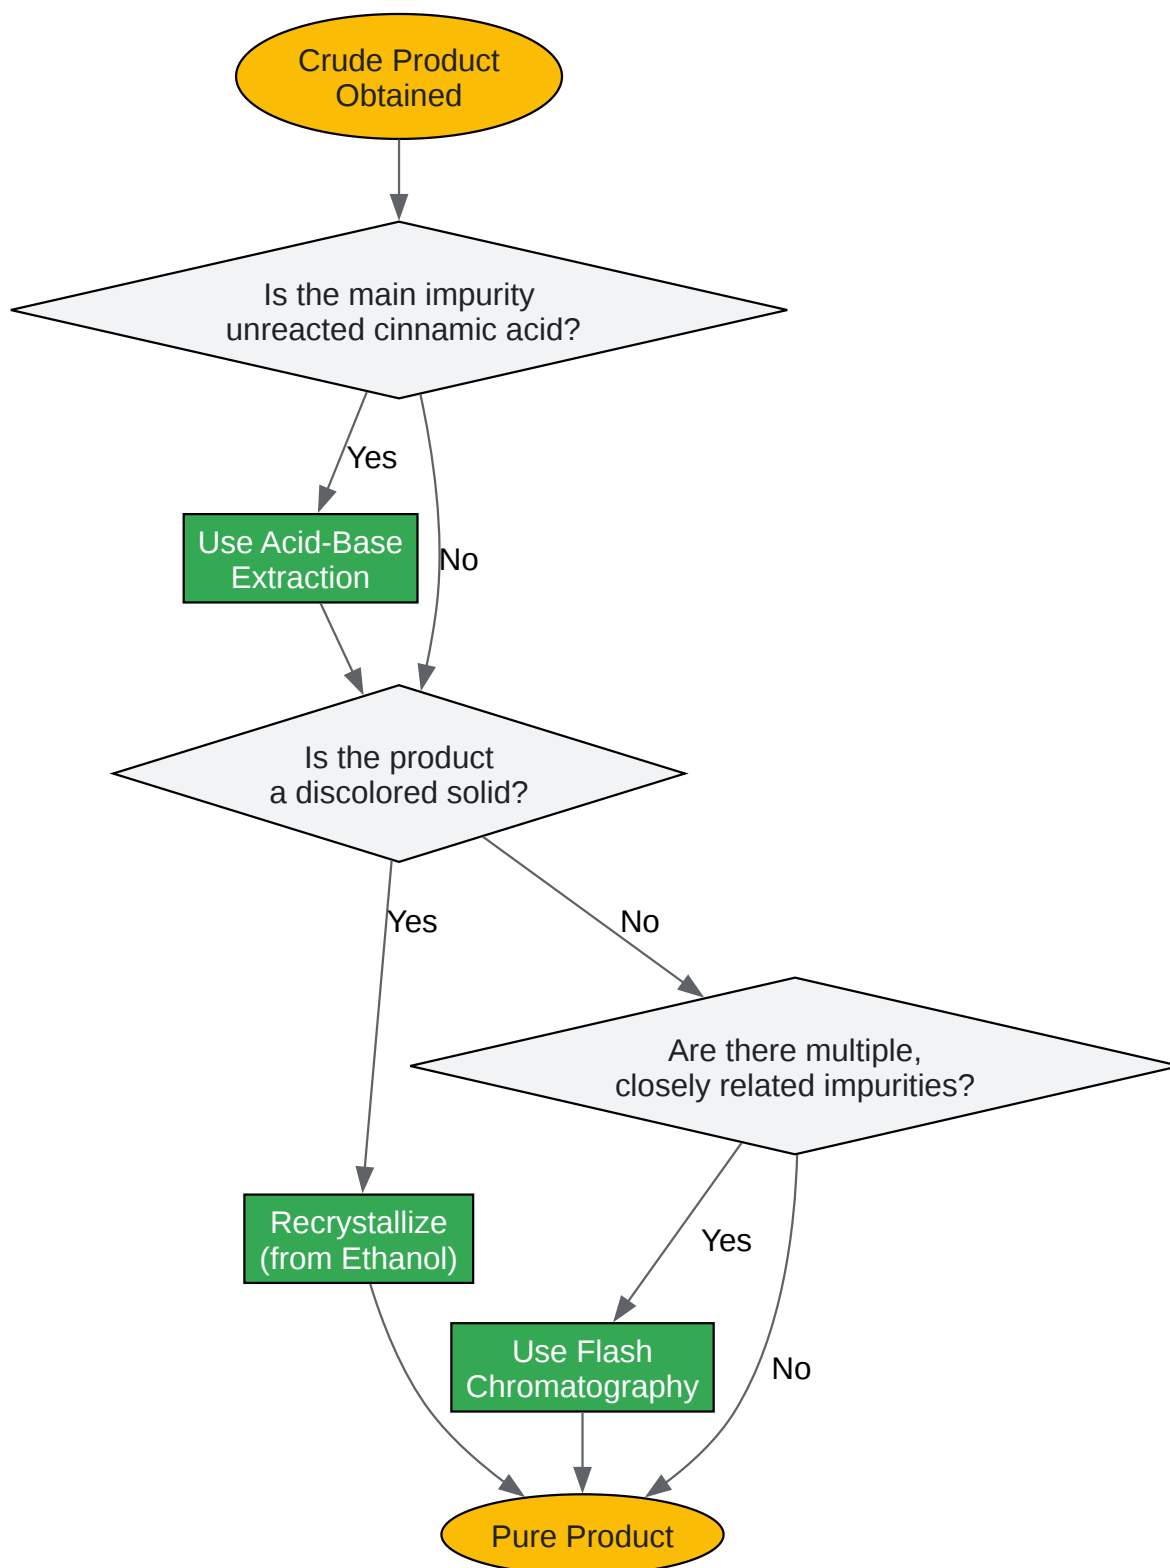 Crude Product
Obtained
Is the main impurity
unreacted cinnamic acid?
Yes
Use Acid-Base
Extraction
No
Is the product
a discolored solid?
Yes
No
Are there multiple,
closely related impurities?
Recrystallize
(from Ethanol)
Yes
Use Flash
Chromatography
No
Pure Product